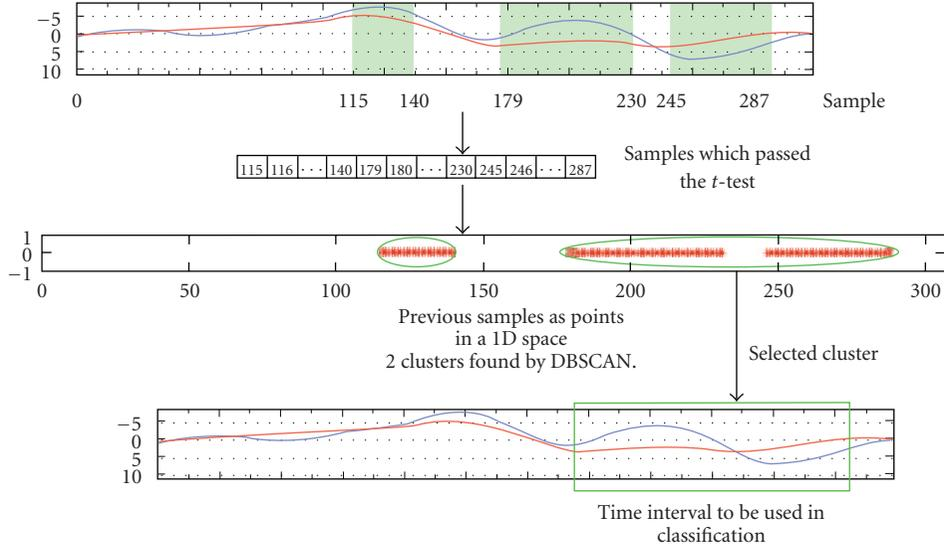 −5
0
5
10
0 115 140 179 230 245 287 Sample
115 116 ··· 140 179 180 ··· 230 245 246 ··· 287
Samples which passed
the t-test
1
0
−1
0 50 100 150 200 250 300
Previous samples as points
in a 1D space
2 clusters found by DBSCAN.
Selected cluster
−5
0
5
10
Time interval to be used in
classification